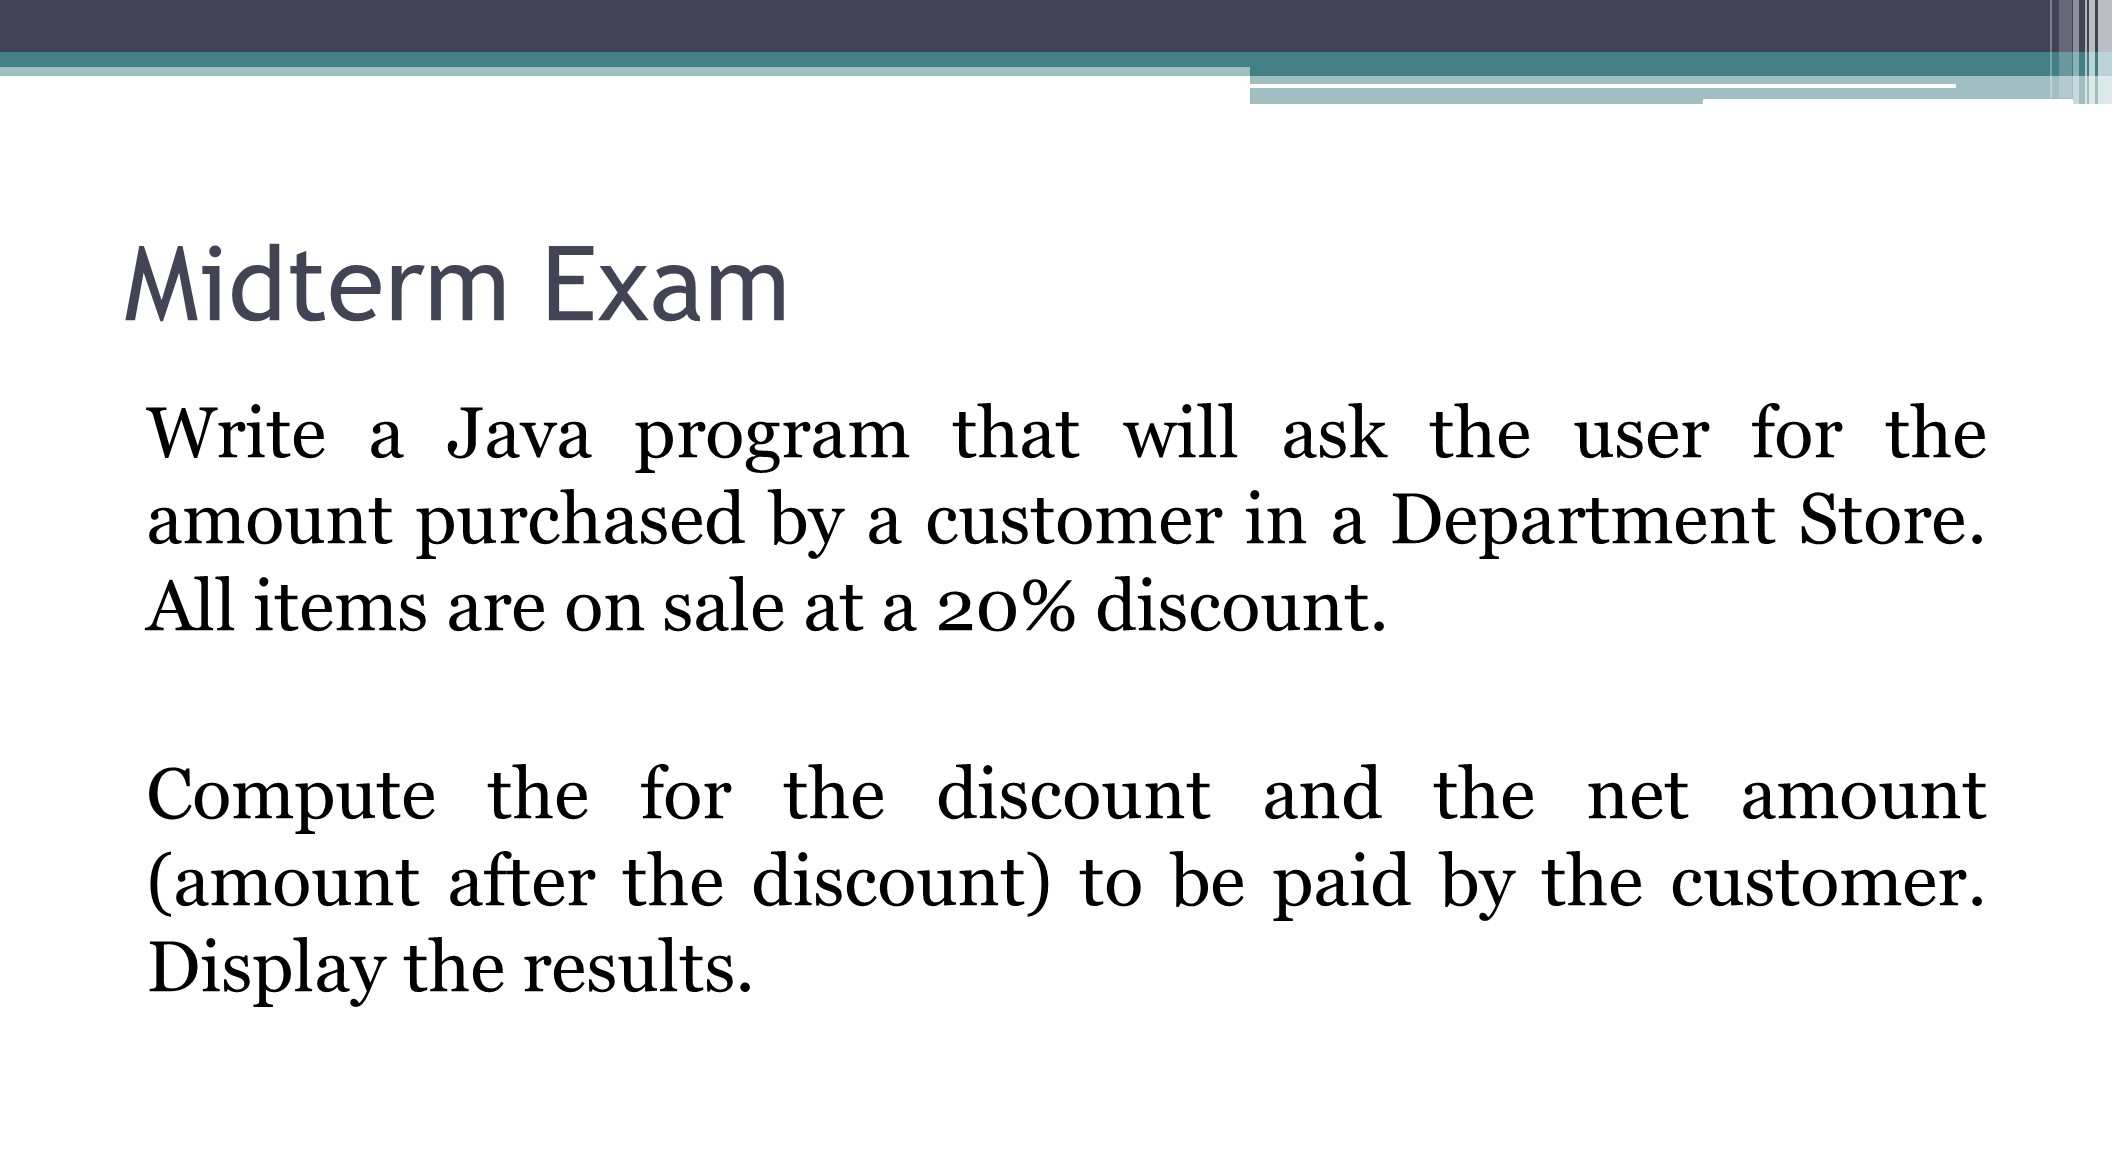 Midterm Exam
Write a Java program that will ask the user for the
amount purchased by a customer in a Department Store.
All items are on sale at a 20% discount.
Compute the for the discount and the net amount
(amount after the discount) to be paid by the customer.
Display the results.